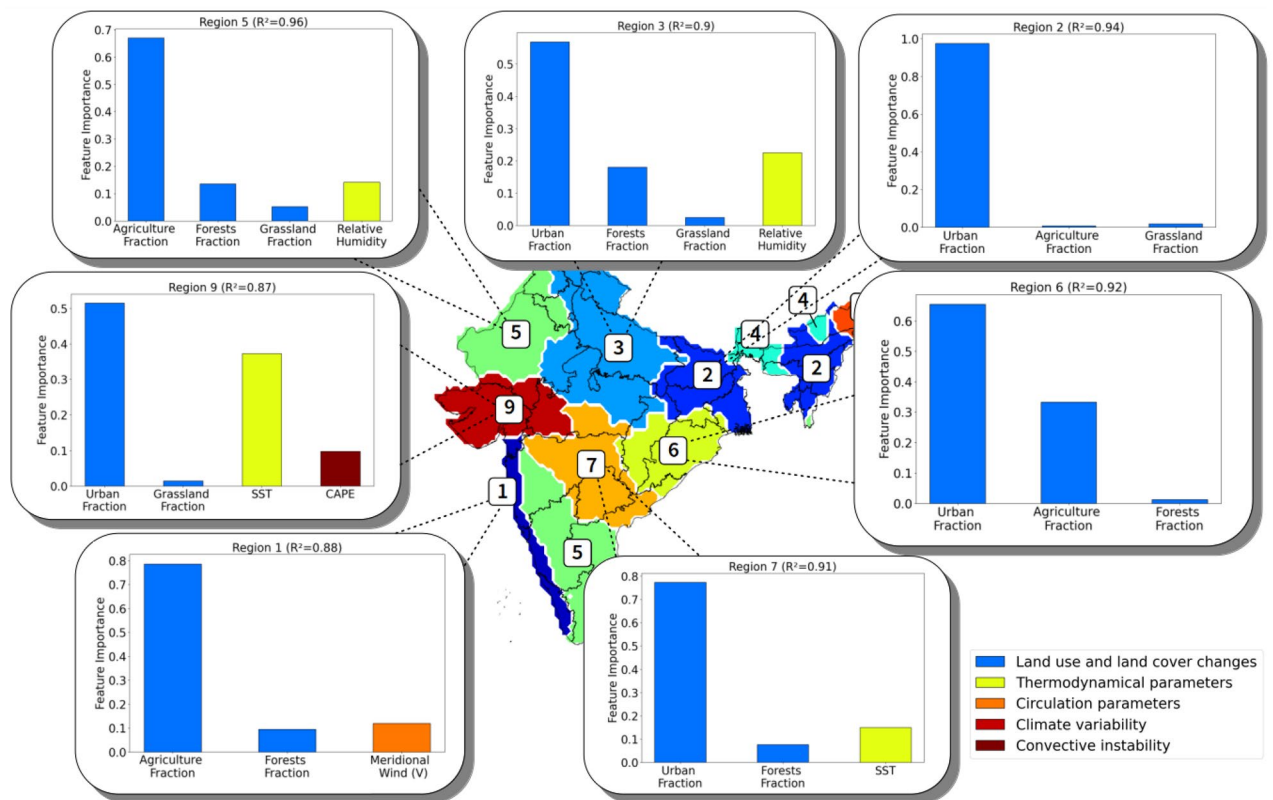 Region 5 (R²=0.96)
Feature Importance
0.7
0.6
0.5
0.4
0.3
0.2
0.1
0.0
Agriculture Forests Grassland Relative
Fraction Fraction Fraction Humidity
Region 3 (R²=0.9)
Feature Importance
0.5
0.4
0.3
0.2
0.1
0.0
Urban Forests Grassland Relative
Fraction Fraction Fraction Humidity
Region 2 (R²=0.94)
Feature Importance
1.0
0.8
0.6
0.4
0.2
0.0
Urban Agriculture Grassland
Fraction Fraction Fraction
Region 9 (R²=0.87)
Feature Importance
0.5
0.4
0.3
0.2
0.1
0.0
Urban Grassland SST CAPE
Fraction Fraction
5
3
4
4
2
2
9
7
6
1
5
Region 6 (R²=0.92)
Feature Importance
0.6
0.5
0.4
0.3
0.2
0.1
0.0
Urban Agriculture Forests
Fraction Fraction Fraction
Region 1 (R²=0.88)
Feature Importance
0.8
0.7
0.6
0.5
0.4
0.3
0.2
0.1
0.0
Agriculture Forests Meridional
Fraction Fraction Wind (V)
Region 7 (R²=0.91)
Feature Importance
0.8
0.7
0.6
0.5
0.4
0.3
0.2
0.1
0.0
Urban Forests SST
Fraction Fraction
Land use and land cover changes
Thermodynamical parameters
Circulation parameters
Climate variability
Convective instability